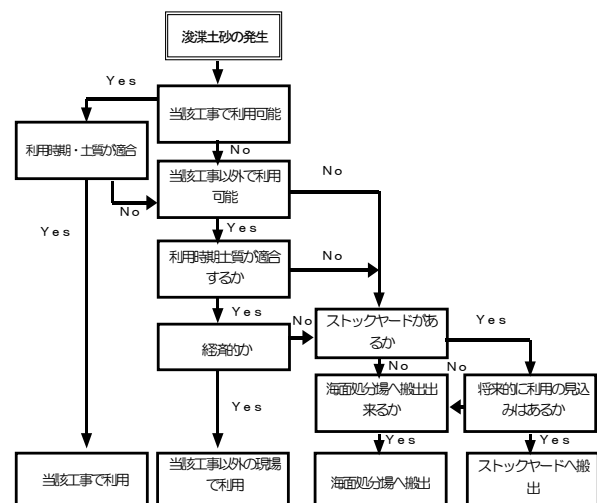 浚渫土砂の発生
Yes
当該工事で利用可能
利用時期・土質が適合
No
当該工事以外で利用
可能
No
No
Yes
Yes
利用時期土質が適合
するか
No
Yes
経済的か
No
ストックヤードがあ
るか
Yes
No
No
海面処分場へ搬出出
来るか
将来的に利用の見込
みはあるか
Yes
Yes
Yes
当該工事で利用
当該工事以外の現場
で利用
海面処分場へ搬出
ストックヤードへ搬
出